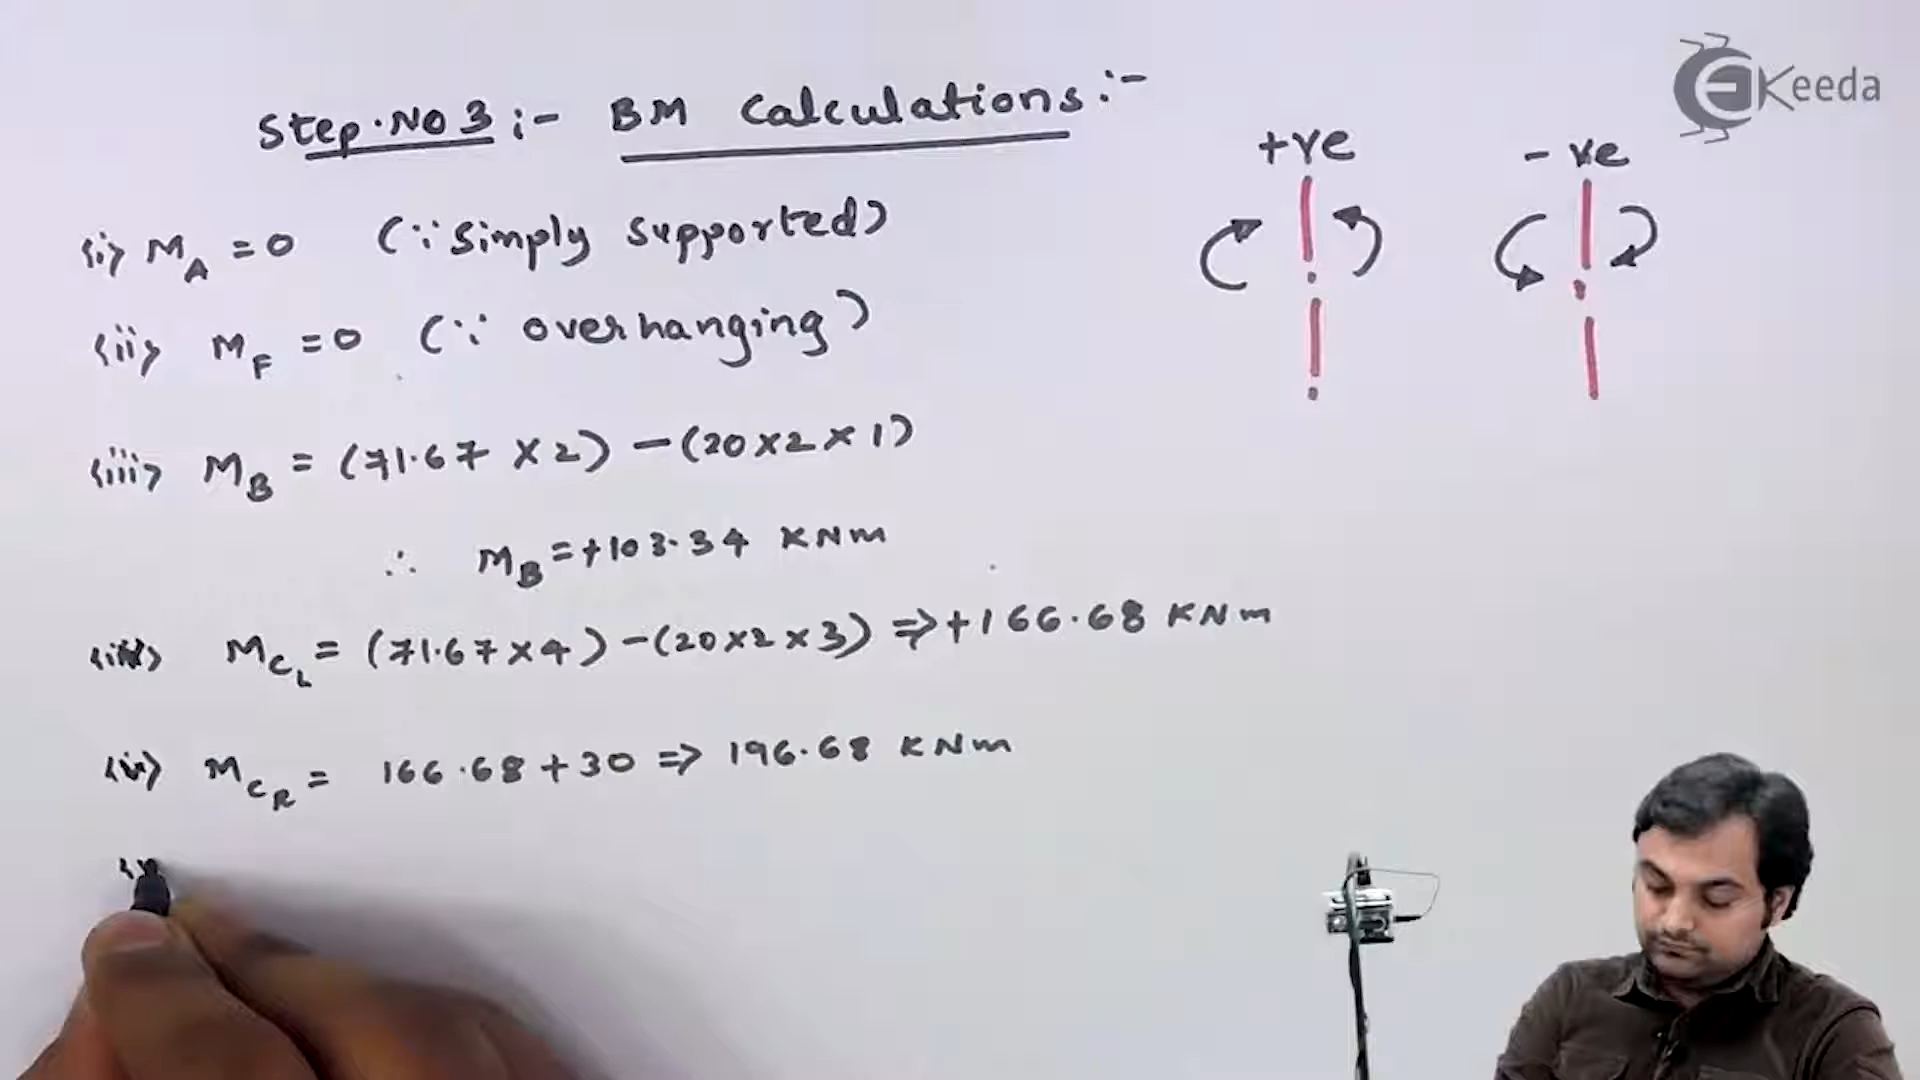 Step.No 3 :- BM Calculations :-
EKeeda
+ve
-ve
(i) MA = 0 (∵ simply supported)
(ii) MF = 0 (∵ overhanging)
(iii) MB = (71.67 × 2) - (20×2×1)
∴ MB = +103.34 KNm
(iv) MCL = (71.67×4) - (20×2×3) ⇒ +166.68 KNm
(v) MCR = 166.68 + 30 ⇒ 196.68 KNm